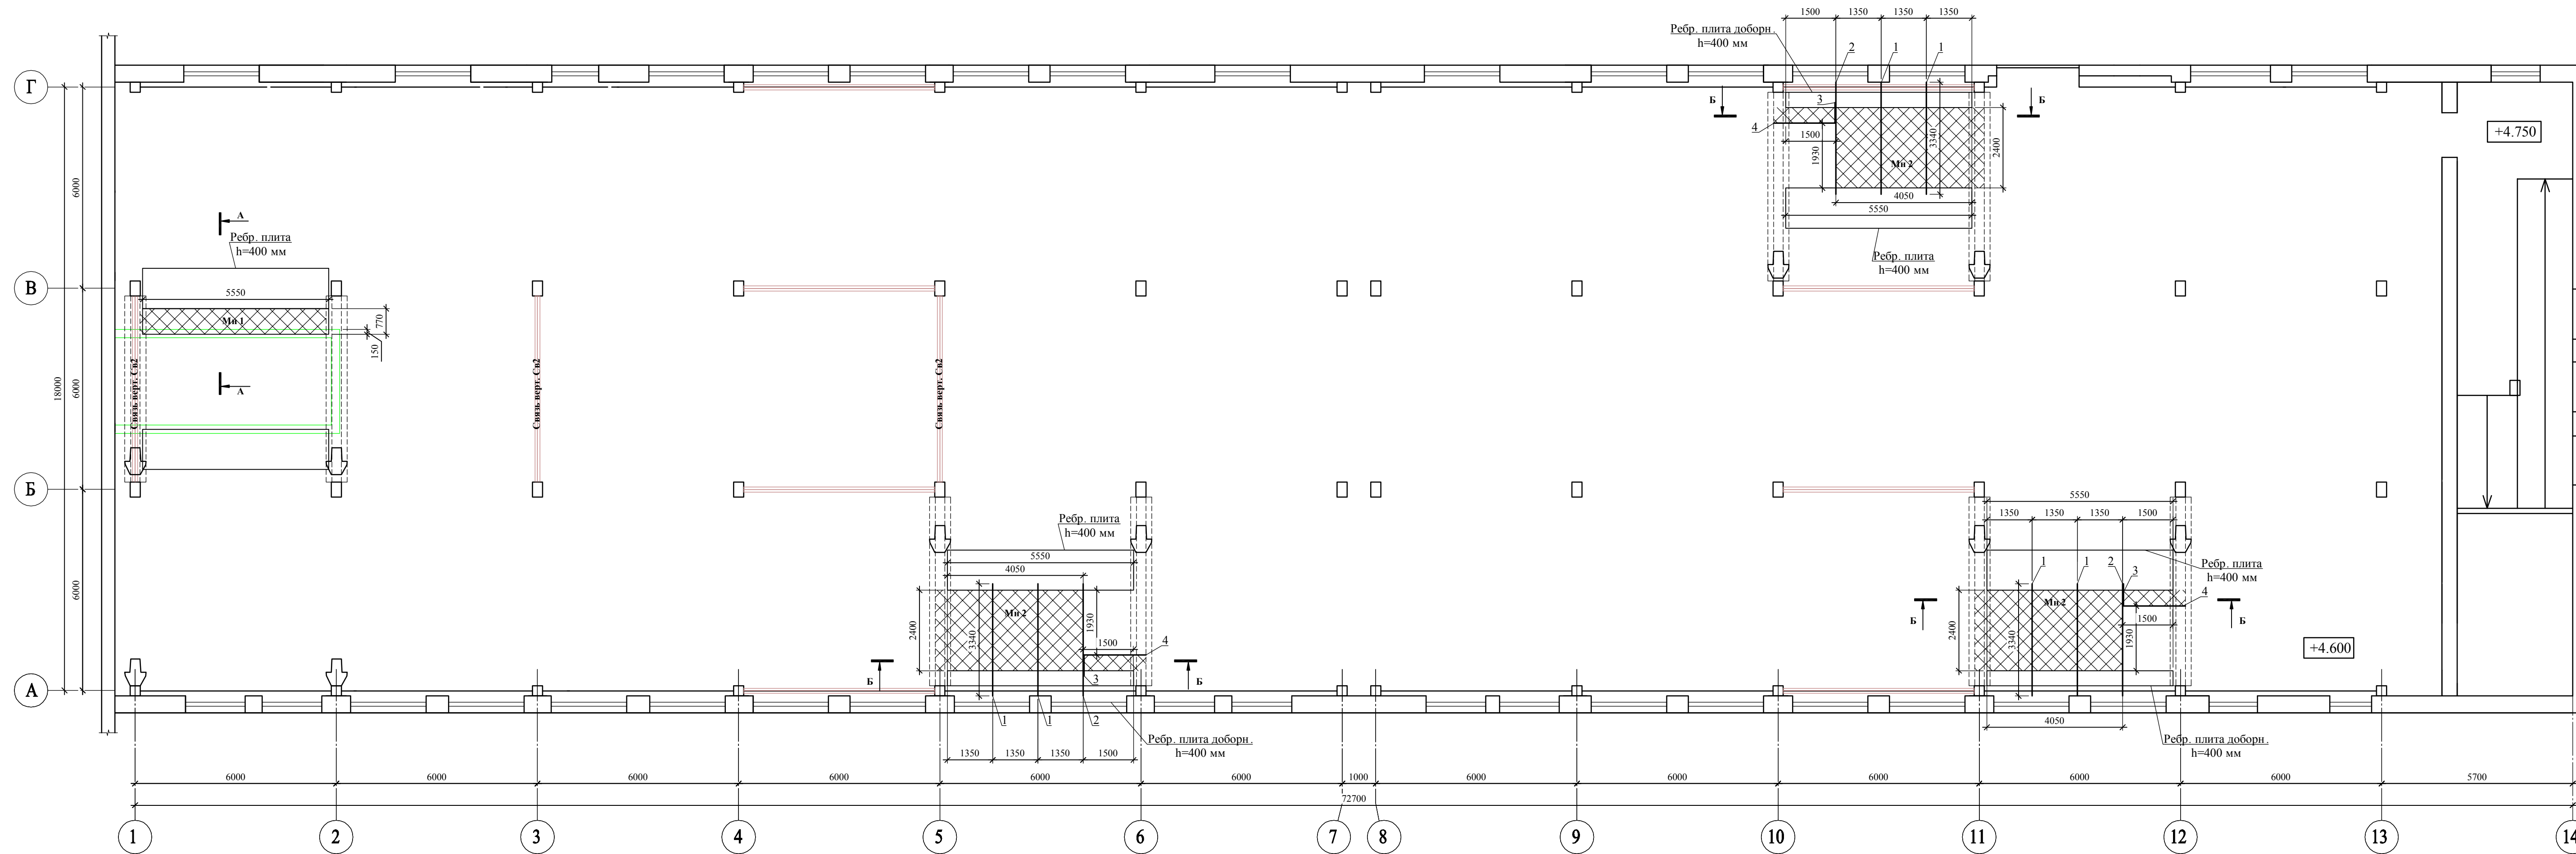 1500 1350 1350 1350
Ребр. плита доборн.
h=400 мм
2 1 1
Г
Б Б
3
4
1500
1930
3340
2400
Мн 2
+4.750
4050
5550
6000
А
Ребр. плита
h=400 мм
Ребр. плита
h=400 мм
В
5550
Мн 1
770
150
18000
6000
Связь верт. Св2
Связь верт. Св2
Связь верт. Св2
А
Б
5550
1350 1350 1350 1500
Ребр. плита
h=400 мм
5550
4050
1 1 2
3
Ребр. плита
h=400 мм
4
6000
2400
3340
Мн 2
1930
1500
4
Б Б
3
2400
3340
Мн 2
1930
1500
Б Б
+4.600
А
1 1 2
4050
Ребр. плита доборн.
h=400 мм
Ребр. плита доборн.
h=400 мм
1350 1350 1350 1500
6000 6000 6000 6000 6000 6000 6000 1000 6000 6000 6000 6000 6000 5700
72700
1 2 3 4 5 6 7 8 9 10 11 12 13 14